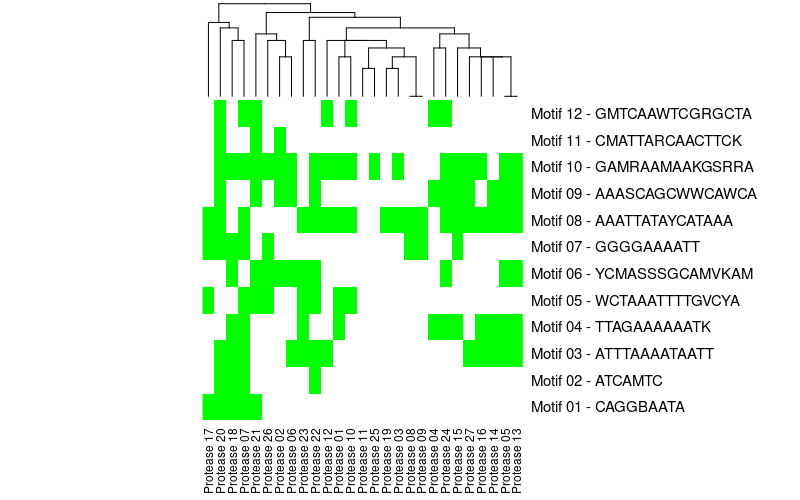 Motif 12 - GMTCAAWTCGRGCTA
Motif 11 - CMATTARCAACTTCK
Motif 10 - GAMRAAMAAKGSRRA
Motif 09 - AAASCAGCWWCAWCA
Motif 08 - AAATTATAYCATAAA
Motif 07 - GGGGAAAATT
Motif 06 - YCMASSSGCAMVKAM
Motif 05 - WCTAAATTTTGVCYA
Motif 04 - TTAGAAAAAATK
Motif 03 - ATTTAAAATAATT
Motif 02 - ATCAMTC
Motif 01 - CAGGBAATA
Protease 17
Protease 20
Protease 18
Protease 07
Protease 21
Protease 26
Protease 02
Protease 06
Protease 23
Protease 22
Protease 12
Protease 01
Protease 10
Protease 11
Protease 25
Protease 19
Protease 03
Protease 08
Protease 09
Protease 04
Protease 24
Protease 15
Protease 27
Protease 16
Protease 14
Protease 05
Protease 13